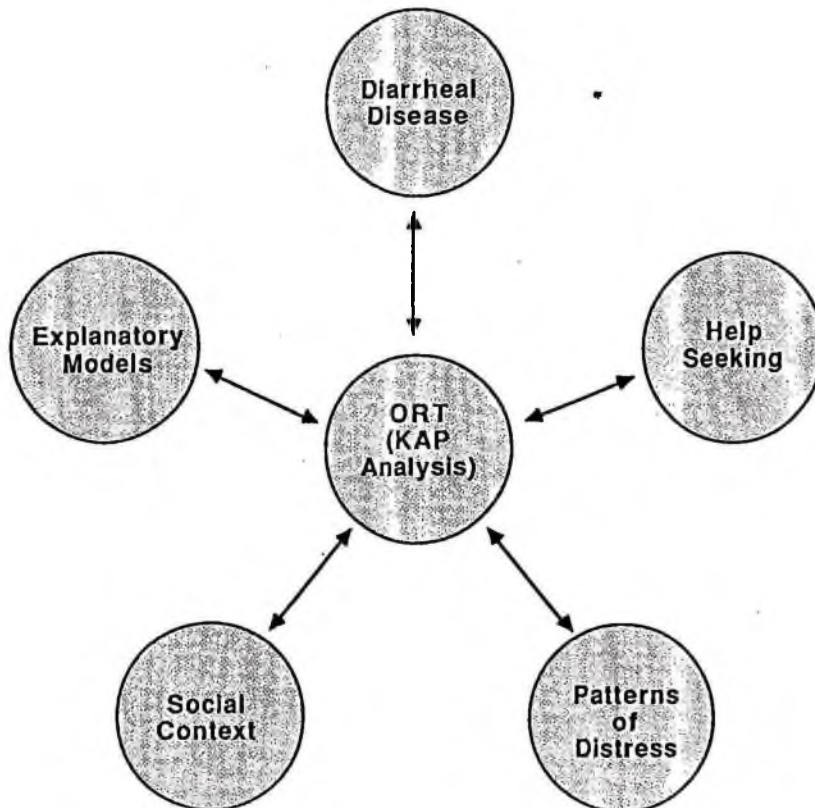 Diarrheal
Disease
Explanatory
Models
Help
Seeking
ORT
(KAP
Analysis)
Social
Context
Patterns
of
Distress